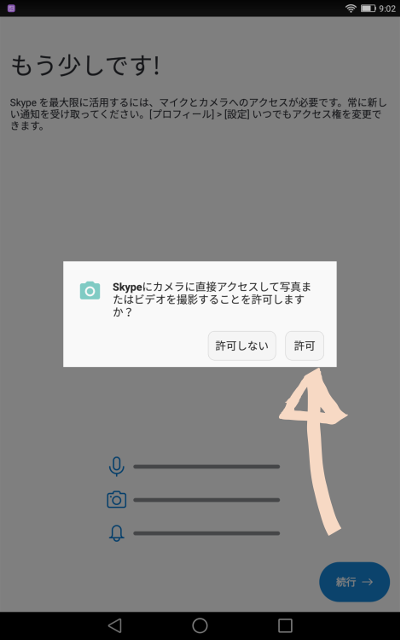 9:02
もう少しです!
Skype を最大限に活用するには、マイクとカメラへのアクセスが必要です。常に新し
い通知を受け取ってください。[プロフィール] > [設定] いつでもアクセス権を変更で
きます。
Skypeにカメラに直接アクセスして写真ま
たはビデオを撮影することを許可します
か？
許可しない
許可
続行